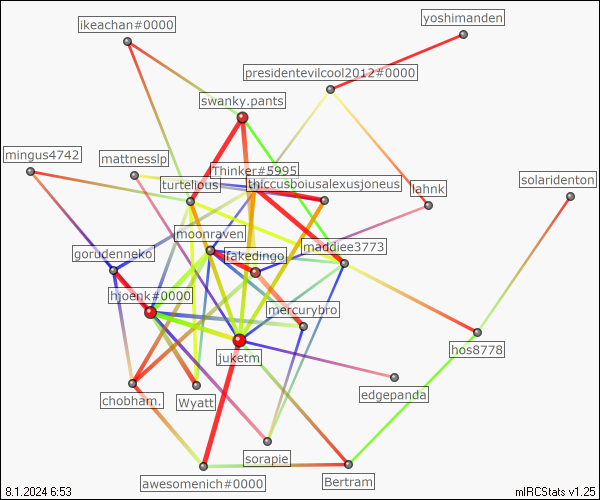 ikeachan#0000
yoshimanden
presidentevilcool2012#0000
swanky.pants
mingus4742
mattnesslp
Thinker#5995
turtelious
thiccusboiusalexusjoneus
lahnk
solaridenton
moonraven
maddiee3773
gorudenneko
fakedingo
hjoenk#0000
mercurybro
juketm
hos8778
edgepanda
chobham.
Wyatt
sorapie
awesomenich#0000
Bertram
8.1.2024 6:53
mIRCStats v1.25